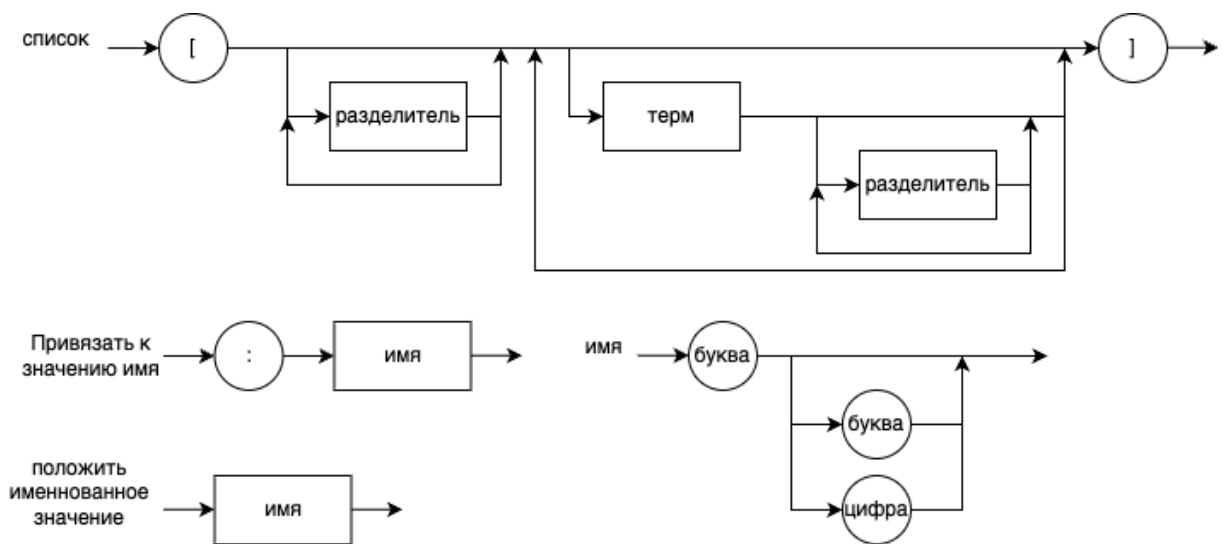 список
[
]
разделитель
терм
разделитель
Привязать к
значению имя
:
имя
имя
буква
буква
цифра
положить
именнованное
значение
имя